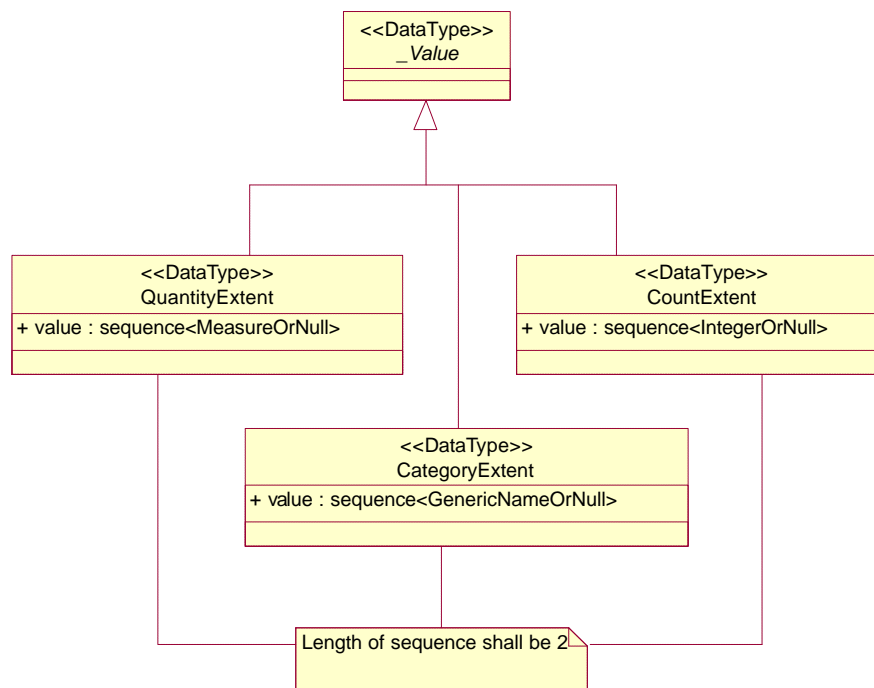 <<DataType>>
_Value
<<DataType>>
QuantityExtent
+ value : sequence<MeasureOrNull>
<<DataType>>
CountExtent
+ value : sequence<IntegerOrNull>
<<DataType>>
CategoryExtent
+ value : sequence<GenericNameOrNull>
Length of sequence shall be 2